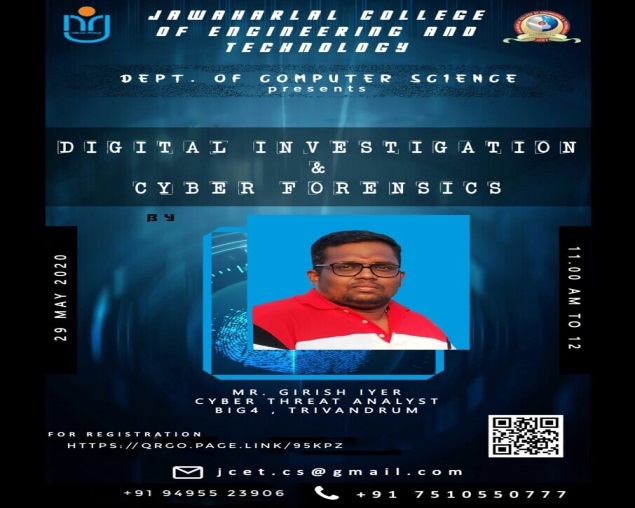 JAWAHARLAL COLLEGE
OF ENGINEERING AND
TECHNOLOGY
DEPT. OF COMPUTER SC1ENCE
presents
DIGITAL INVESTIGATION
&
CYBER FORENSICS
BY
29 MAY 2020
11.00 AM TO 12
MR. GIRISH IYER
CYBER THREAT ANALYST
BIG4 , TRIVANDRUM
FOR REGISTRATION
HTTPS://QRGO.PAGE.LINK/95KPZ
jcet.cs@gmail.com
+91 94955 23906
+91 7510550777